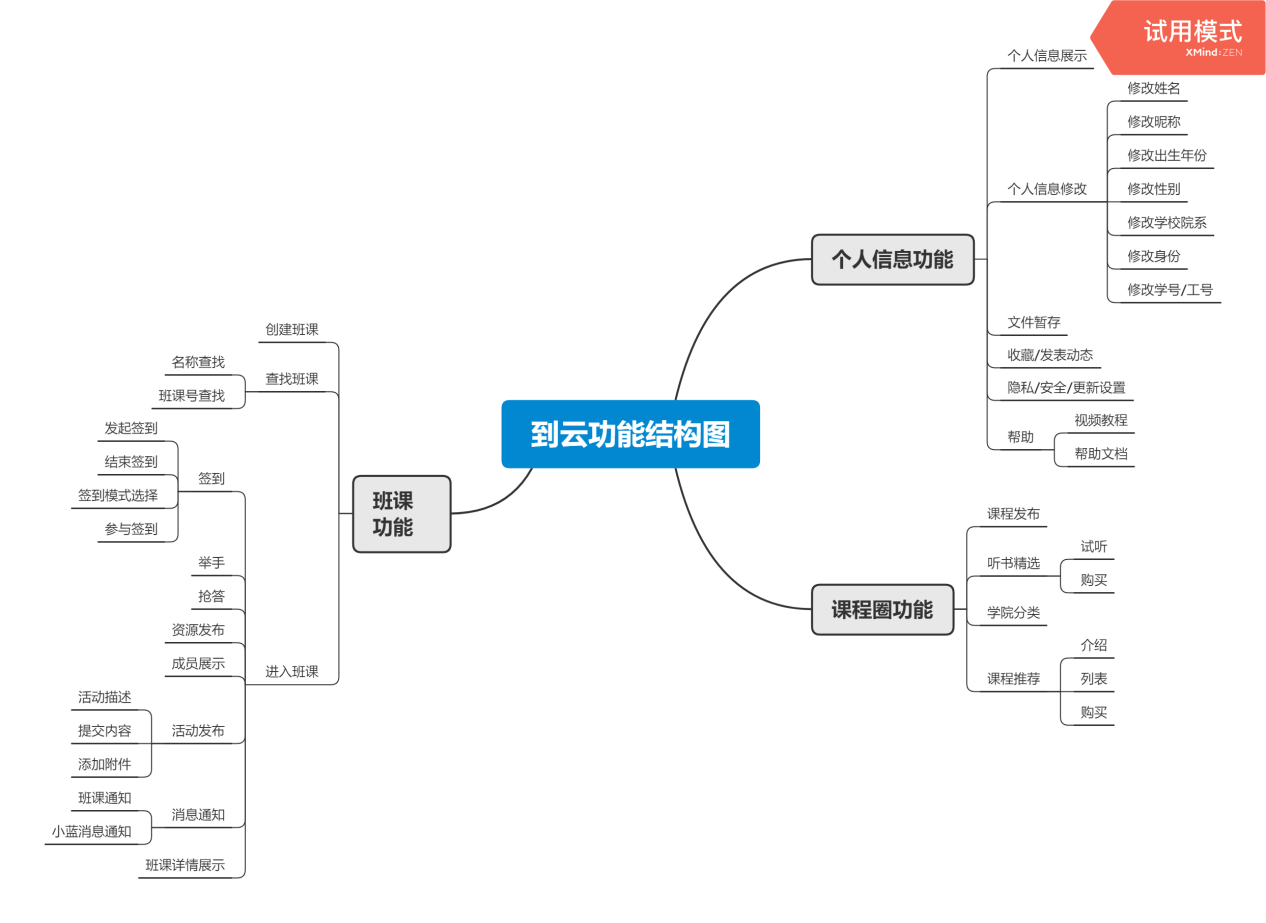 试用模式
XMind:ZEN
到云功能结构图
个人信息功能
个人信息展示
个人信息修改
修改姓名
修改昵称
修改出生年份
修改性别
修改学校院系
修改身份
修改学号/工号
文件暂存
收藏/发表动态
隐私/安全/更新设置
帮助
视频教程
帮助文档
课程圈功能
课程发布
听书精选
试听
购买
学院分类
课程推荐
介绍
列表
购买
班课
功能
创建班课
查找班课
名称查找
班课号查找
进入班课
签到
发起签到
结束签到
签到模式选择
参与签到
举手
抢答
资源发布
成员展示
活动发布
活动描述
提交内容
添加附件
消息通知
班课通知
小蓝消息通知
班课详情展示